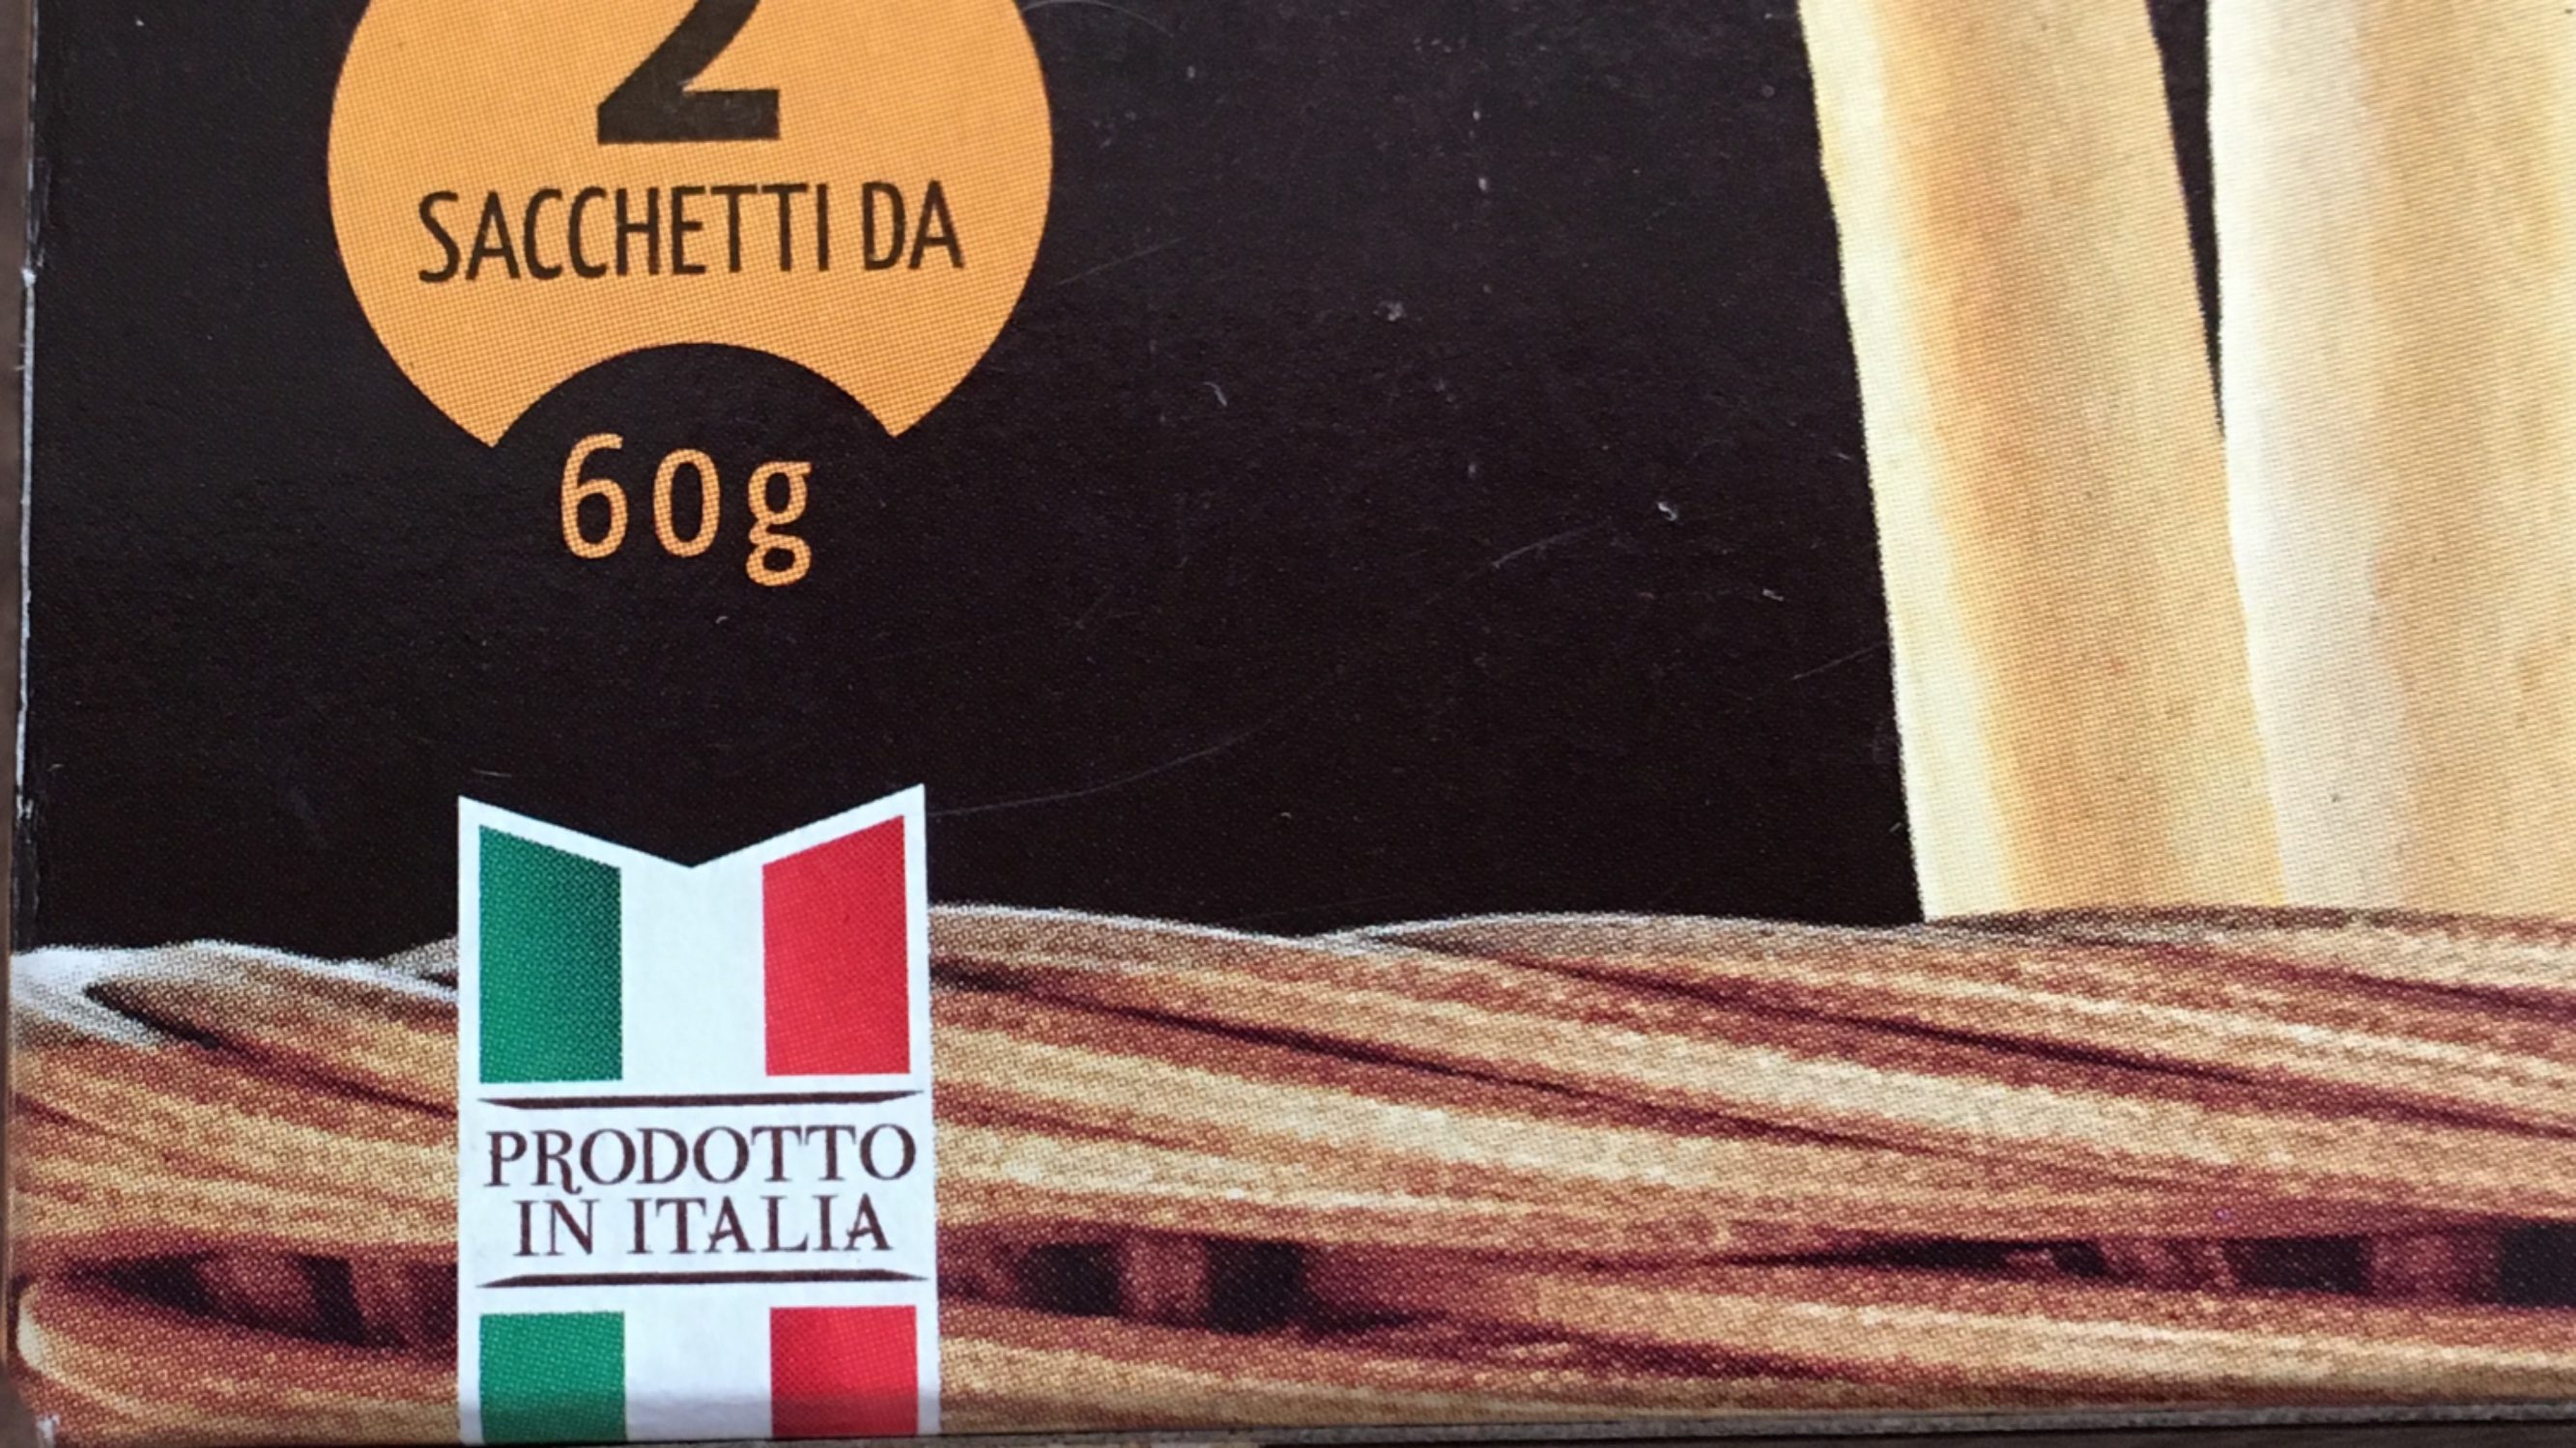 2
SACCHETTI DA
60g
PRODOTTO
IN ITALIA